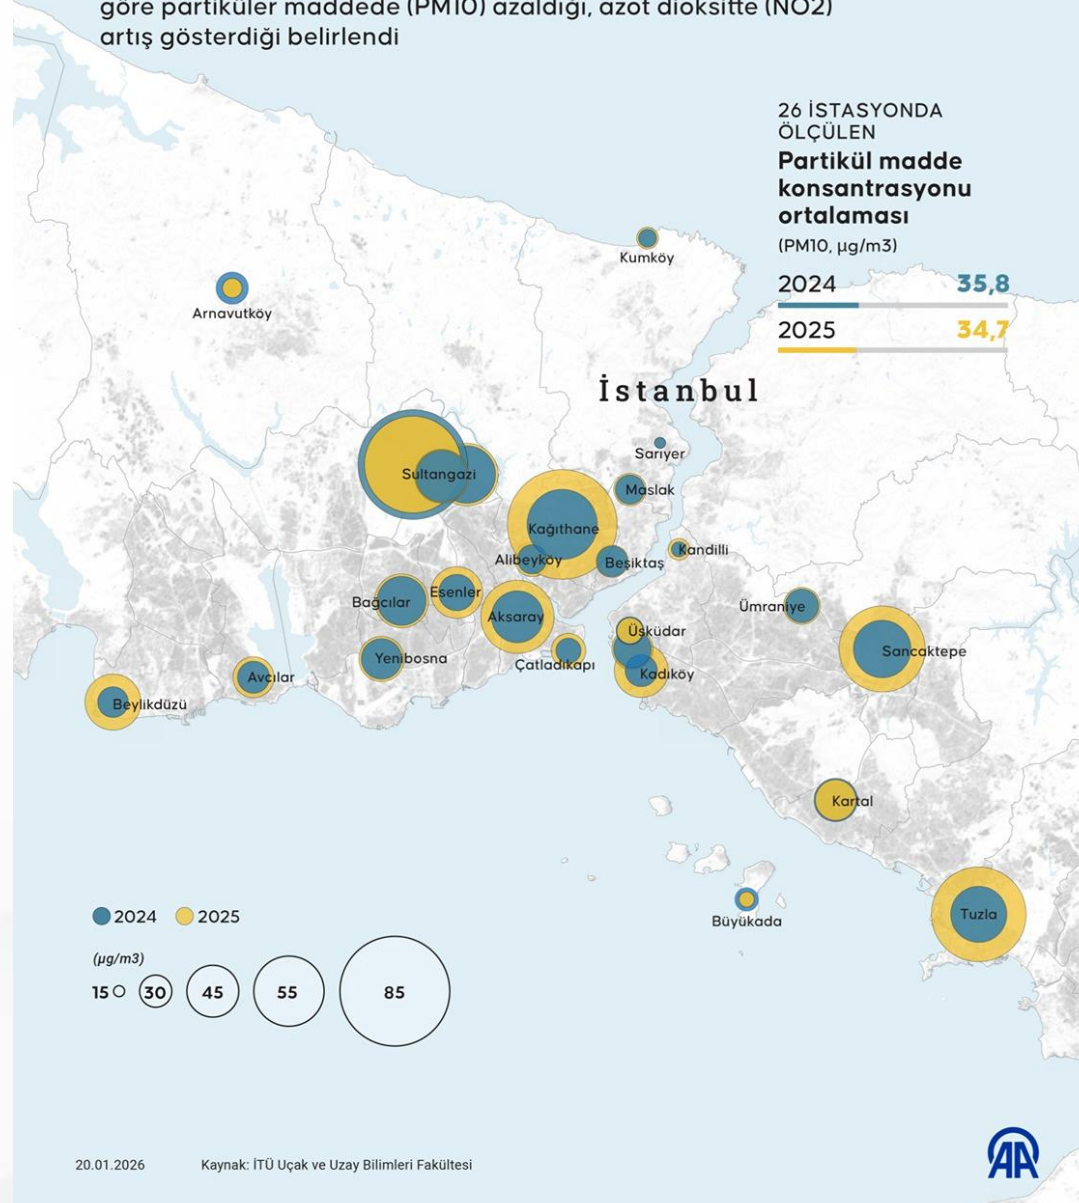 göre partiküler maddede (PM10) azaldığı, azot dioksitte (NO2)
artış gösterdiği belirlendi
26 İSTASYONDA
ÖLÇÜLEN
Partikül madde
konsantrasyonu
ortalaması
(PM10, µg/m3)
2024 35,8
2025 34,7
Kumköy
Arnavutköy
İstanbul
Sarıyer
Sultangazi
Maslak
Kağıthane
Kandilli
Alibeyköy
Beşiktaş
Esenler
Bağcılar
Ümraniye
Aksaray
Üsküdar
Sancaktepe
Yenibosna
Çatladıkapı
Kadıköy
Avcılar
Beylikdüzü
Kartal
Büyükada
Tuzla
2024 2025
(µg/m3)
15 30 45 55 85
20.01.2026 Kaynak: İTÜ Uçak ve Uzay Bilimleri Fakültesi
AA